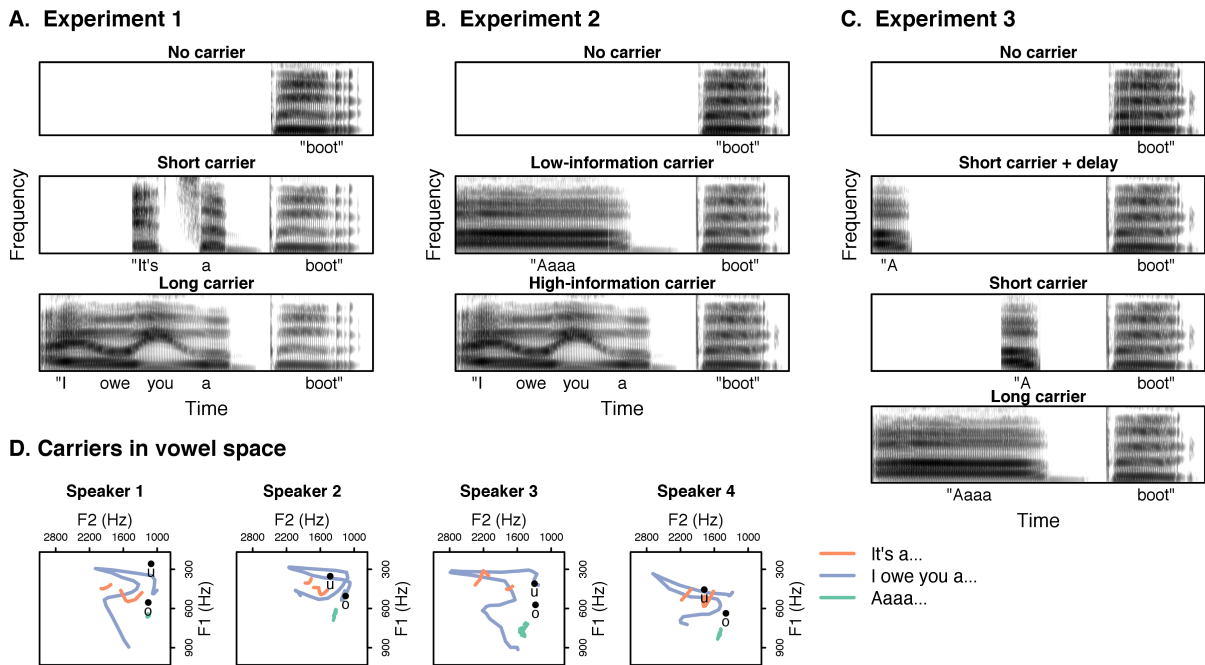 A. Experiment 1
No carrier
"boot"
Short carrier
"It's a boot"
Long carrier
"I owe you a boot"
Frequency
Time
B. Experiment 2
No carrier
"boot"
Low-information carrier
"Aaaa boot"
High-information carrier
"I owe you a "boot"
Frequency
Time
C. Experiment 3
No carrier
boot"
Short carrier + delay
"A boot"
Short carrier
"A boot"
Long carrier
"Aaaa boot"
Frequency
Time
D. Carriers in vowel space
Speaker 1
F2 (Hz)
2800 2200 1600 1000
300
600
900
F1 (Hz)
u
o
Speaker 2
F2 (Hz)
2800 2200 1600 1000
300
600
900
F1 (Hz)
u
o
Speaker 3
F2 (Hz)
2800 2200 1600 1000
300
600
900
F1 (Hz)
u
o
Speaker 4
F2 (Hz)
2800 2200 1600 1000
300
600
900
F1 (Hz)
u
o
It's a...
I owe you a...
Aaaa...